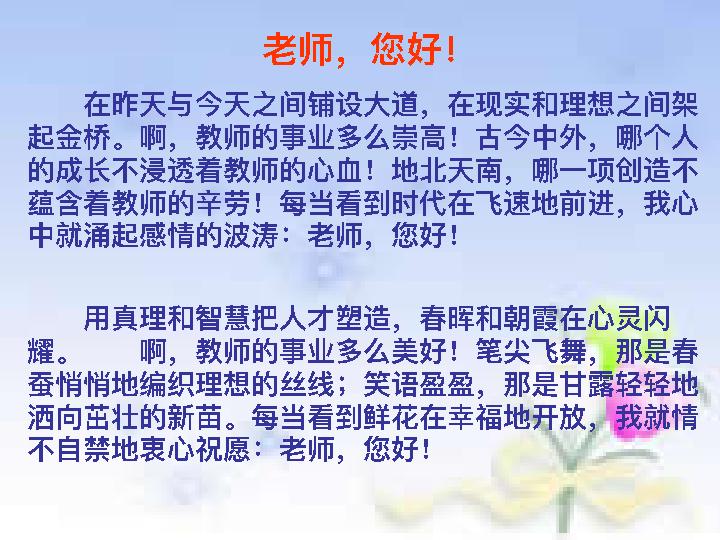 老师，您好！
在昨天与今天之间铺设大道，在现实和理想之间架
起金桥。啊，教师的事业多么崇高！古今中外，哪个人
的成长不浸透着教师的心血！地北天南，哪一项创造不
蕴含着教师的辛劳！每当看到时代在飞速地前进，我心
中就涌起感情的波涛：老师，您好！
用真理和智慧把人才塑造，春晖和朝霞在心灵闪
耀。　　啊，教师的事业多么美好！笔尖飞舞，那是春
蚕悄悄地编织理想的丝线；笑语盈盈，那是甘露轻轻地
洒向茁壮的新苗。每当看到鲜花在幸福地开放，我就情
不自禁地衷心祝愿：老师，您好！